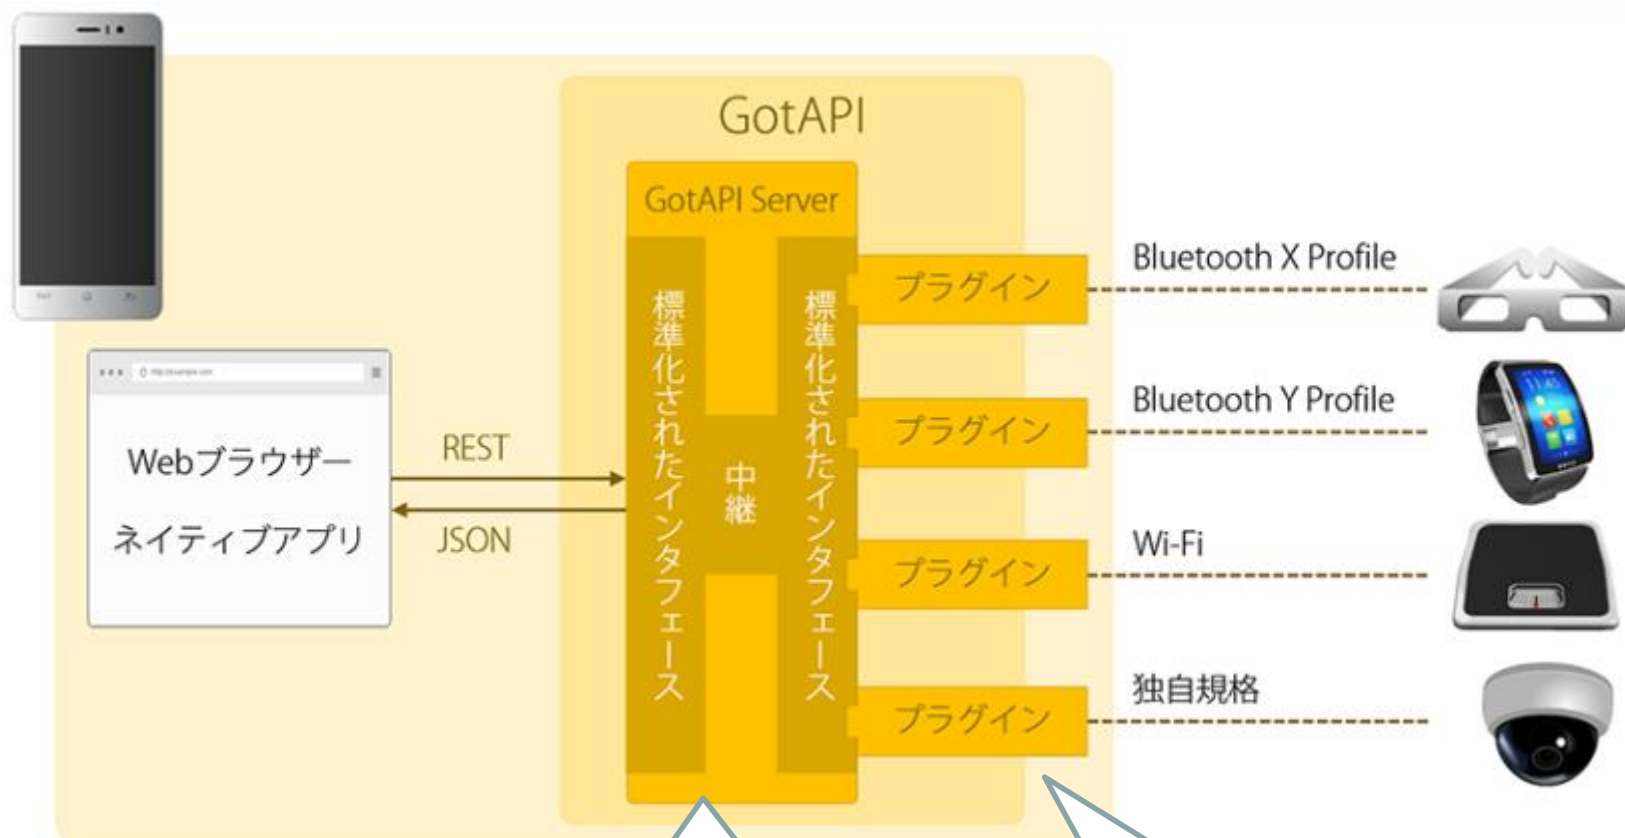 GotAPI
GotAPI Server
標準化されたインタフェース
中継
標準化されたインタフェース
Webブラウザー
ネイティブアプリ
REST
JSON
プラグイン
Bluetooth X Profile
プラグイン
Bluetooth Y Profile
プラグイン
Wi-Fi
プラグイン
独自規格